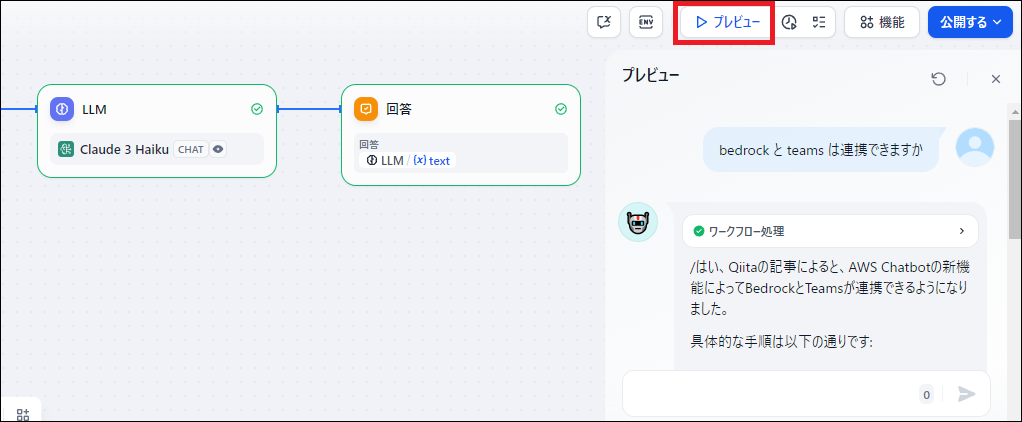 ENV
プレビュー
機能
公開する
LLM
Claude 3 Haiku CHAT
回答
回答
LLM / {x} text
プレビュー
bedrock と teams は連携できますか
ワークフロー処理
/はい、Qiitaの記事によると、AWS Chatbotの新機
能によってBedrockとTeamsが連携できるようになり
ました。
具体的な手順は以下の通りです:
0